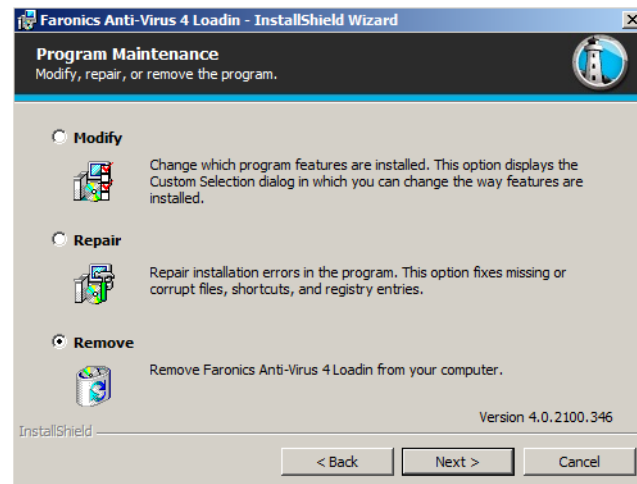 Faronics Anti-Virus 4 Loadin - InstallShield Wizard
Program Maintenance
Modify, repair, or remove the program.
Modify
Change which program features are installed. This option displays the
Custom Selection dialog in which you can change the way features are
installed.
Repair
Repair installation errors in the program. This option fixes missing or
corrupt files, shortcuts, and registry entries.
Remove
Remove Faronics Anti-Virus 4 Loadin from your computer.
Version 4.0.2100.346
InstallShield
< Back Next > Cancel